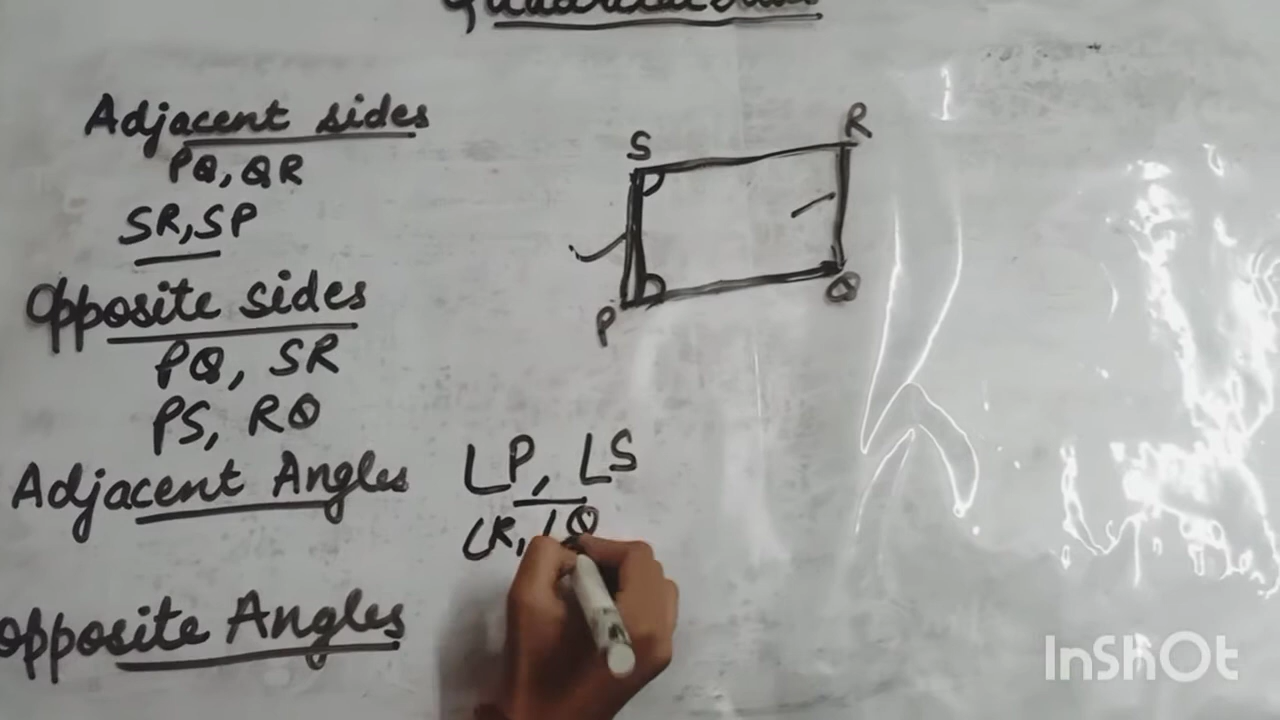 Adjacent sides
PQ, QR
SR, SP
Opposite sides
PQ, SR
PS, RQ
Adjacent Angles
∠P, ∠S
∠R, ∠Q
Opposite Angles
S
R
P
Q
InShOt